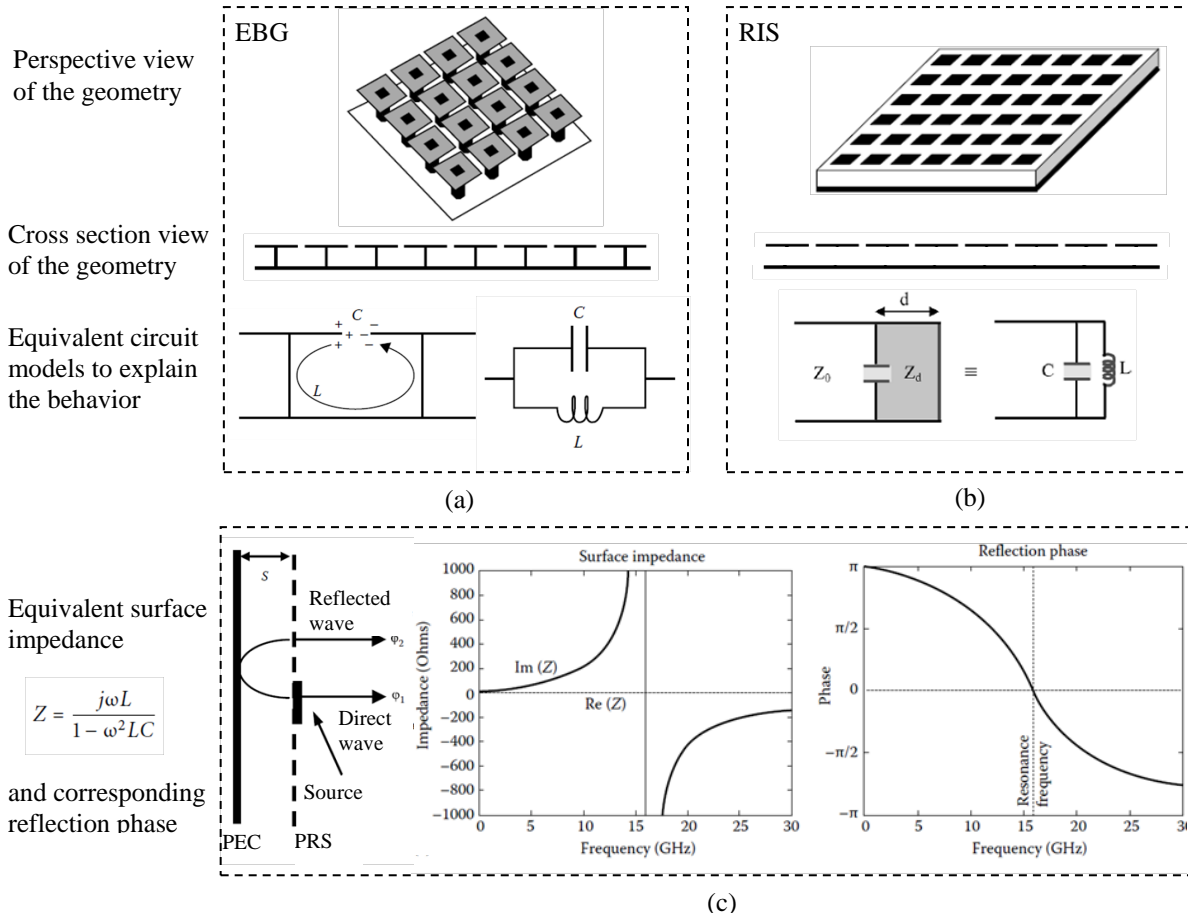 EBG
RIS
Perspective view
of the geometry
Cross section view
of the geometry
Equivalent circuit
models to explain
the behavior
C
+ −
+ −
+ −
L
C
L
d
Z₀
Z_d
≡
C
L
(a)
(b)
Equivalent surface
impedance
Z = jωL / 1 − ω²LC
and corresponding
reflection phase
S
Reflected
wave
φ₂
φ₁
Direct
wave
Source
PEC
PRS
Surface impedance
Impedance (Ohms)
1000
800
600
400
200
0
−200
−400
−600
−800
−1000
Im (Z)
Re (Z)
0 5 10 15 20 25 30
Frequency (GHz)
Reflection phase
Phase
π
π/2
0
−π/2
−π
Resonance
frequency
0 5 10 15 20 25 30
Frequency (GHz)
(c)